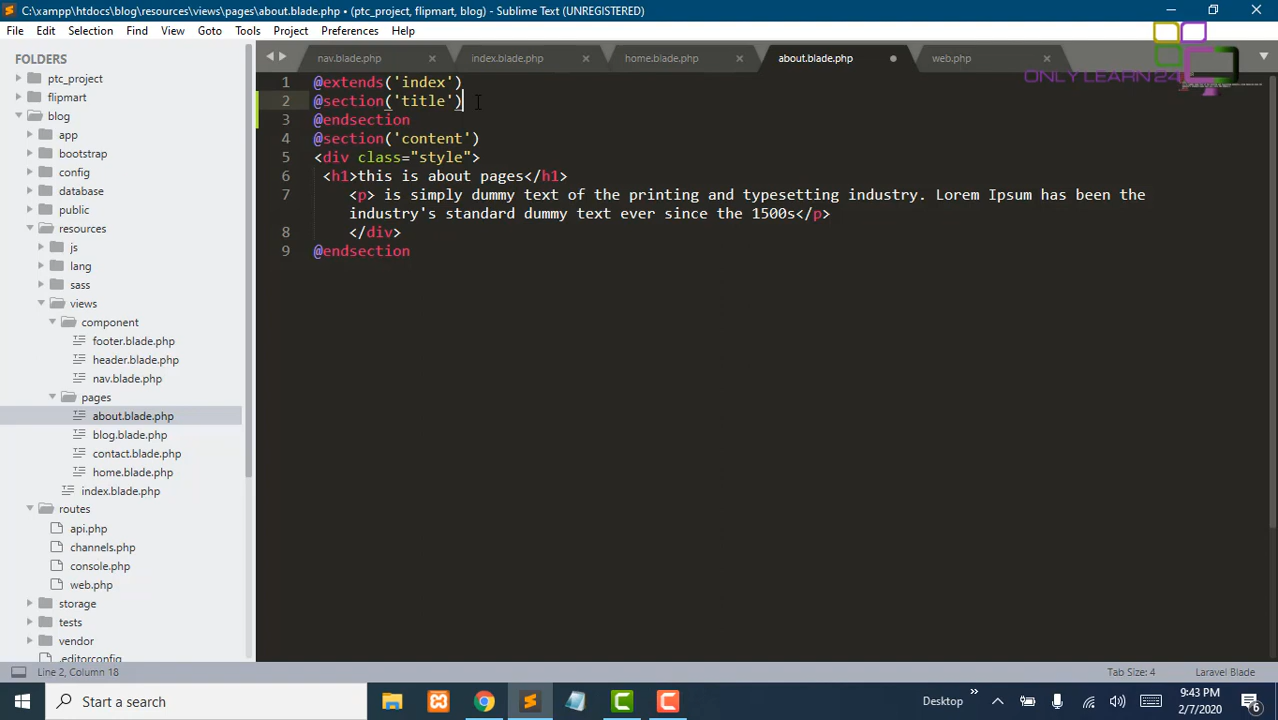 C:\xampp\htdocs\blog\resources\views\pages\about.blade.php • (ptc_project, flipmart, blog) - Sublime Text (UNREGISTERED)
File Edit Selection Find View Goto Tools Project Preferences Help
FOLDERS
ptc_project
flipmart
blog
app
bootstrap
config
database
public
resources
js
lang
sass
views
component
footer.blade.php
header.blade.php
nav.blade.php
pages
about.blade.php
blog.blade.php
contact.blade.php
home.blade.php
index.blade.php
routes
api.php
channels.php
console.php
web.php
storage
tests
vendor
.editorconfig
nav.blade.php index.blade.php home.blade.php about.blade.php web.php
ONLY LEARN 24
1 @extends('index')
2 @section('title')
3 @endsection
4 @section('content')
5 <div class="style">
6 <h1>this is about pages</h1>
7 <p> is simply dummy text of the printing and typesetting industry. Lorem Ipsum has been the
industry's standard dummy text ever since the 1500s</p>
8 </div>
9 @endsection
Line 2, Column 18
Tab Size: 4 Laravel Blade
Start a search
Desktop
9:43 PM
2/7/2020
6